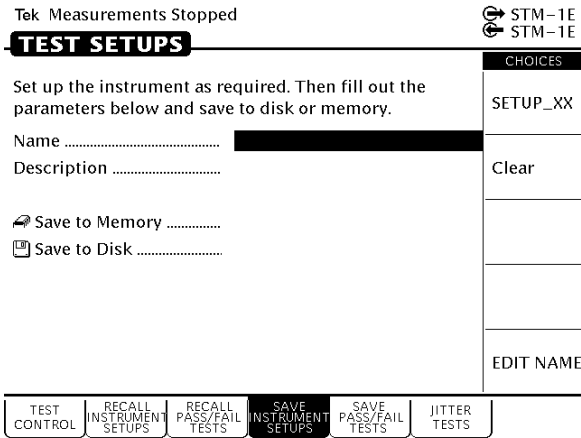 Tek Measurements Stopped
STM-1E
STM-1E
TEST SETUPS
CHOICES
Set up the instrument as required. Then fill out the
parameters below and save to disk or memory.
Name ........................................
Description ............................
Save to Memory ..............
Save to Disk ......................
SETUP_XX
Clear
EDIT NAME
TEST
CONTROL
RECALL
INSTRUMENT
SETUPS
RECALL
PASS/FAIL
TESTS
SAVE
INSTRUMENT
SETUPS
SAVE
PASS/FAIL
TESTS
JITTER
TESTS